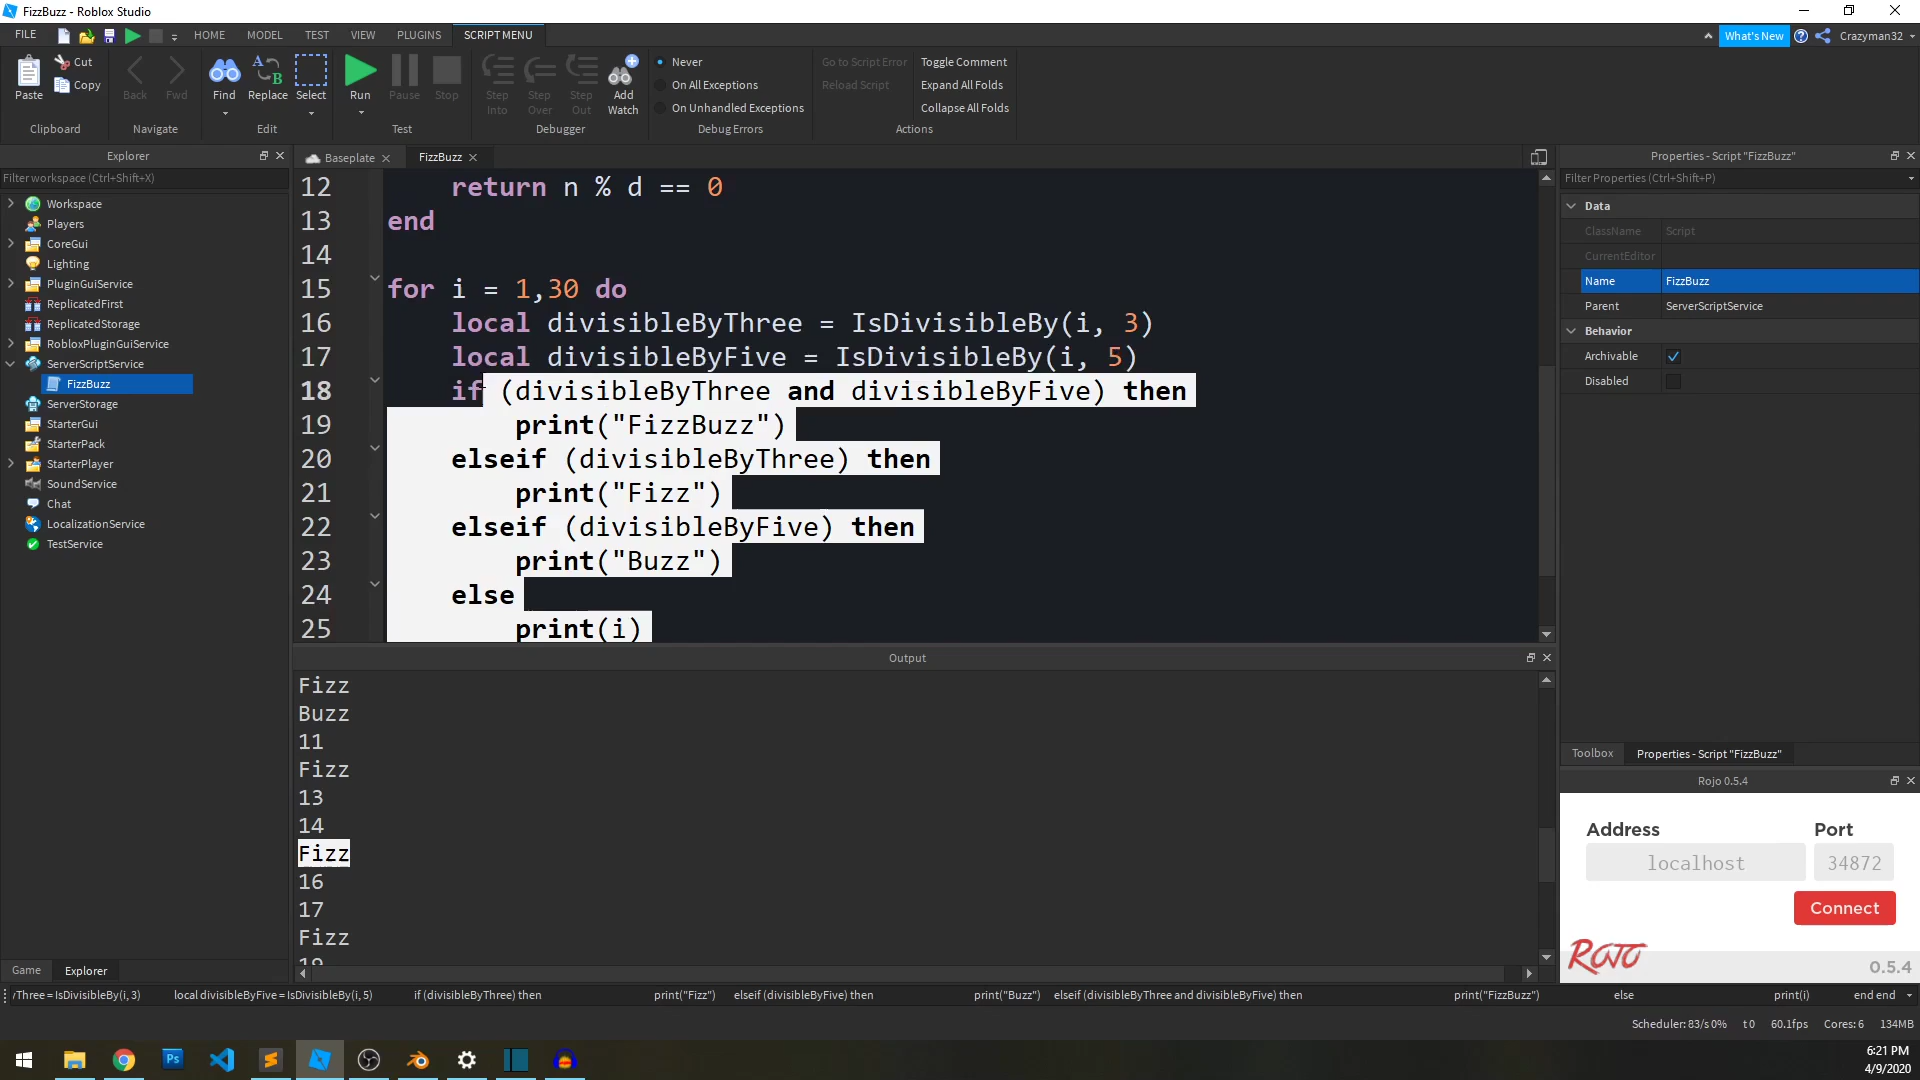 FizzBuzz - Roblox Studio
FILE
HOME
MODEL
TEST
VIEW
PLUGINS
SCRIPT MENU
What's New
Crazyman32
Paste
Cut
Copy
Clipboard
Back
Fwd
Navigate
Find
Replace
Select
Edit
Run
Pause
Stop
Test
Step Into
Step Over
Step Out
Add Watch
Debugger
Never
On All Exceptions
On Unhandled Exceptions
Debug Errors
Go to Script Error
Reload Script
Toggle Comment
Expand All Folds
Collapse All Folds
Actions
Explorer
Filter workspace (Ctrl+Shift+X)
Workspace
Players
CoreGui
Lighting
PluginGuiService
ReplicatedFirst
ReplicatedStorage
RobloxPluginGuiService
ServerScriptService
FizzBuzz
ServerStorage
StarterGui
StarterPack
StarterPlayer
SoundService
Chat
LocalizationService
TestService
Game
Explorer
Baseplate
FizzBuzz
12 return n % d == 0
13 end
14
15 for i = 1,30 do
16 local divisibleByThree = IsDivisibleBy(i, 3)
17 local divisibleByFive = IsDivisibleBy(i, 5)
18 if (divisibleByThree and divisibleByFive) then
19 print("FizzBuzz")
20 elseif (divisibleByThree) then
21 print("Fizz")
22 elseif (divisibleByFive) then
23 print("Buzz")
24 else
25 print(i)
Output
Fizz
Buzz
11
Fizz
13
14
Fizz
16
17
Fizz
19
Properties - Script "FizzBuzz"
Filter Properties (Ctrl+Shift+P)
Data
ClassName Script
CurrentEditor
Name FizzBuzz
Parent ServerScriptService
Behavior
Archivable
Disabled
Toolbox
Properties - Script "FizzBuzz"
Rojo 0.5.4
Address
Port
localhost
34872
Connect
Rojo
0.5.4
yThree = IsDivisibleBy(i, 3) local divisibleByFive = IsDivisibleBy(i, 5) if (divisibleByThree) then print("Fizz") elseif (divisibleByFive) then print("Buzz") elseif (divisibleByThree and divisibleByFive) then print("FizzBuzz") else print(i) end end
Scheduler: 83/s 0% t 0 60.1fps Cores: 6 134MB
Ps
6:21 PM
4/9/2020